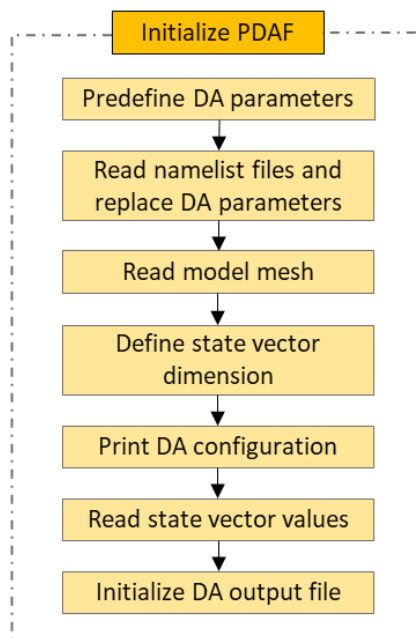 Initialize PDAF
Predefine DA parameters
Read namelist files and
replace DA parameters
Read model mesh
Define state vector
dimension
Print DA configuration
Read state vector values
Initialize DA output file